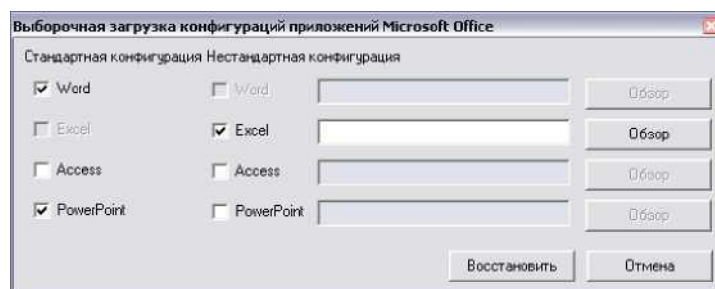 Выборочная загрузка конфигураций приложений Microsoft Office
Стандартная конфигурация Нестандартная конфигурация
Word Word Обзор
Excel Excel Обзор
Access Access Обзор
PowerPoint PowerPoint Обзор
Восстановить Отмена